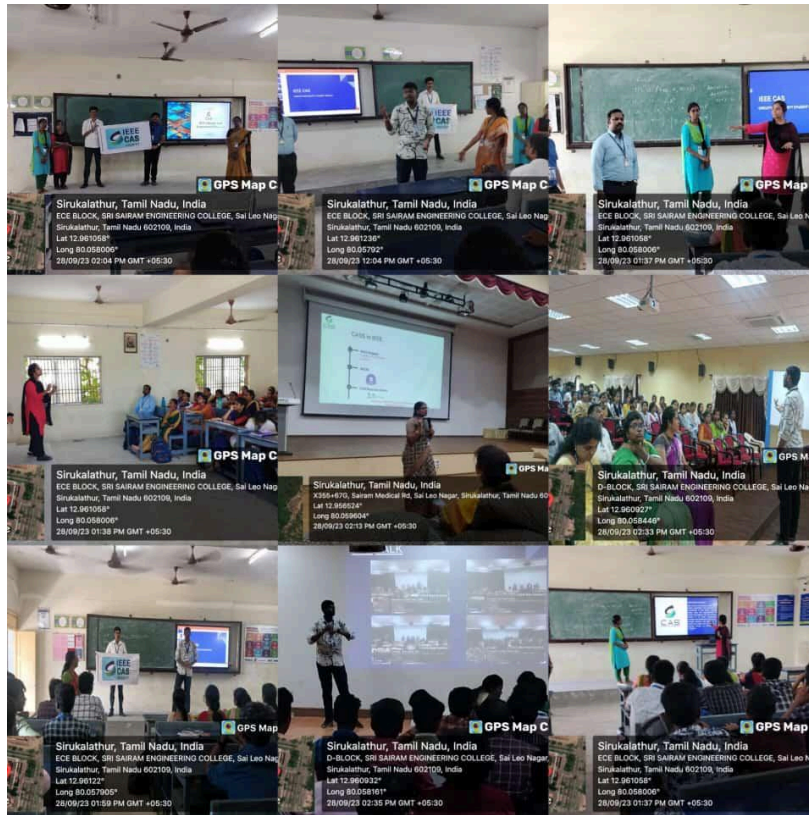 IEEE
CAS
GPS Map C
Sirukalathur, Tamil Nadu, India
ECE BLOCK, SRI SAIRAM ENGINEERING COLLEGE, Sai Leo Nag
Sirukalathur, Tamil Nadu 602109, India
Lat 12.961058°
Long 80.058006°
28/09/23 02:04 PM GMT +05:30
IEEE CAS
IEEE
CAS
GPS Map C
Sirukalathur, Tamil Nadu, India
ECE BLOCK, SRI SAIRAM ENGINEERING COLLEGE, Sai Leo Nag
Sirukalathur, Tamil Nadu 602109, India
Lat 12.961236°
Long 80.05792°
28/09/23 12:04 PM GMT +05:30
IEEE CAS
GPS Map C
Sirukalathur, Tamil Nadu, India
ECE BLOCK, SRI SAIRAM ENGINEERING COLLEGE, Sai Leo Nag
Sirukalathur, Tamil Nadu 602109, India
Lat 12.961058°
Long 80.058006°
28/09/23 01:37 PM GMT +05:30
GPS Map C
Sirukalathur, Tamil Nadu, India
ECE BLOCK, SRI SAIRAM ENGINEERING COLLEGE, Sai Leo Nag
Sirukalathur, Tamil Nadu 602109, India
Lat 12.961058°
Long 80.058006°
28/09/23 01:38 PM GMT +05:30
CASS in IEEE
GPS Ma
Sirukalathur, Tamil Nadu, India
X355+67G, Sairam Medical Rd, Sai Leo Nagar, Sirukalathur, Tamil Nadu 60
Lat 12.956524°
Long 80.059604°
28/09/23 02:13 PM GMT +05:30
GPS M
Sirukalathur, Tamil Nadu, India
D-BLOCK, SRI SAIRAM ENGINEERING COLLEGE, Sai Leo Nagar
Sirukalathur, Tamil Nadu 602109, India
Lat 12.960927°
Long 80.058446°
28/09/23 02:33 PM GMT +05:30
IEEE
CAS
GPS Map C
Sirukalathur, Tamil Nadu, India
ECE BLOCK, SRI SAIRAM ENGINEERING COLLEGE, Sai Leo Nag
Sirukalathur, Tamil Nadu 602109, India
Lat 12.96122°
Long 80.057905°
28/09/23 01:59 PM GMT +05:30
GPS Map C
Sirukalathur, Tamil Nadu, India
D-BLOCK, SRI SAIRAM ENGINEERING COLLEGE, Sai Leo Nagar,
Sirukalathur, Tamil Nadu 602109, India
Lat 12.960932°
Long 80.058161°
28/09/23 02:35 PM GMT +05:30
CAS
GPS Map C
Sirukalathur, Tamil Nadu, India
ECE BLOCK, SRI SAIRAM ENGINEERING COLLEGE, Sai Leo Nag
Sirukalathur, Tamil Nadu 602109, India
Lat 12.961058°
Long 80.058006°
28/09/23 01:37 PM GMT +05:30